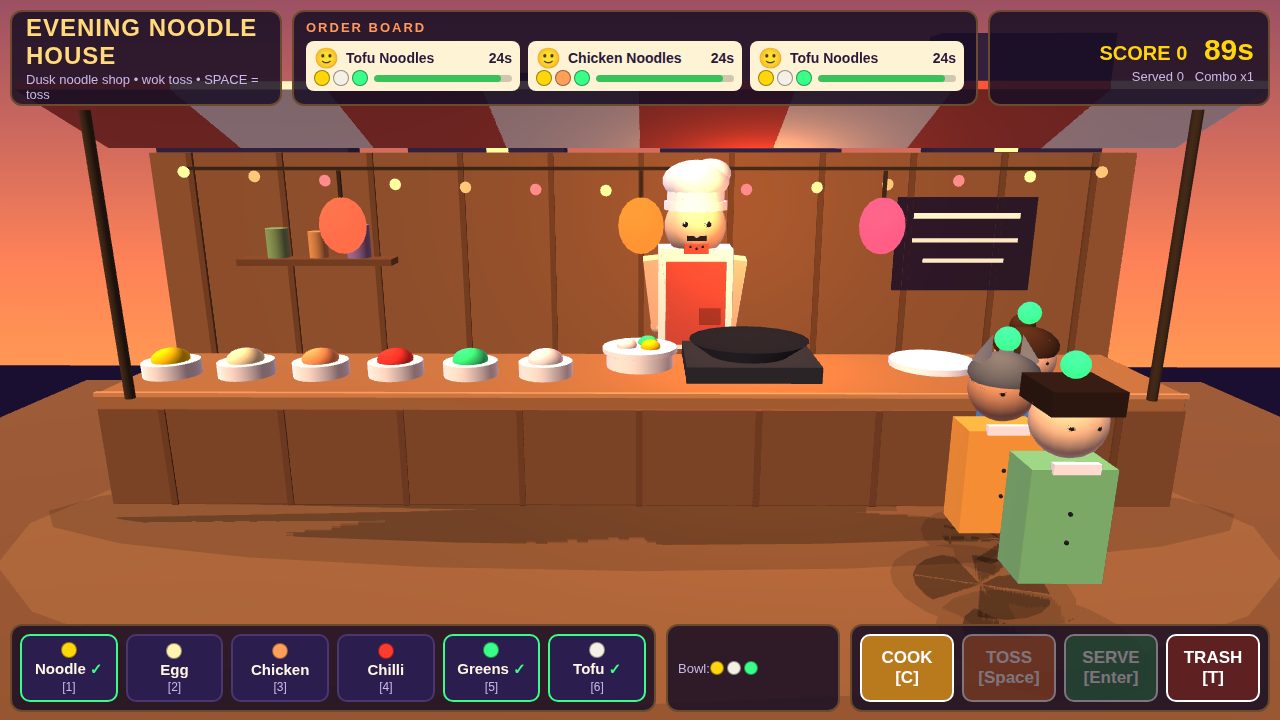 EVENING NOODLE
HOUSE
Dusk noodle shop • wok toss • SPACE =
toss
ORDER BOARD
Tofu Noodles 24s
Chicken Noodles 24s
Tofu Noodles 24s
SCORE 0 89s
Served 0 Combo x1
Noodle ✓
[1]
Egg
[2]
Chicken
[3]
Chilli
[4]
Greens ✓
[5]
Tofu ✓
[6]
Bowl:
COOK
[C]
TOSS
[Space]
SERVE
[Enter]
TRASH
[T]